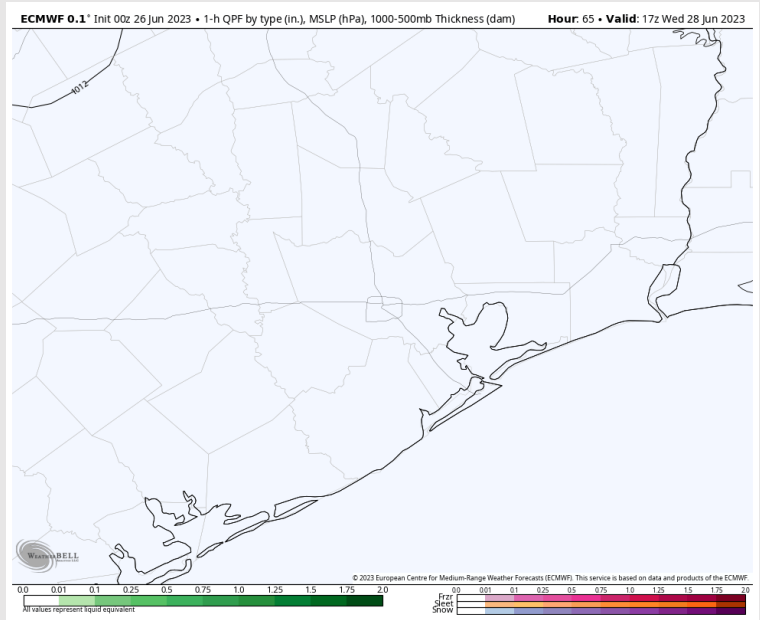 ECMWF 0.1° Init 00z 26 Jun 2023 • 1-h QPF by type (in.), MSLP (hPa), 1000-500mb Thickness (dam) Hour: 65 • Valid: 17z Wed 28 Jun 2023
1012
WEATHERBELL
© 2023 European Centre for Medium-Range Weather Forecasts (ECMWF). This service is based on data and products of the ECMWF.
0.0 0.01 0.1 0.25 0.5 0.75 1.0 1.25 1.5 1.75 2.0
All values represent liquid equivalent
0.0 001 0.1 0.25 0.5 0.75 1.0 1.25 1.5 1.75 2.0
Frzr
Sleet
Snow